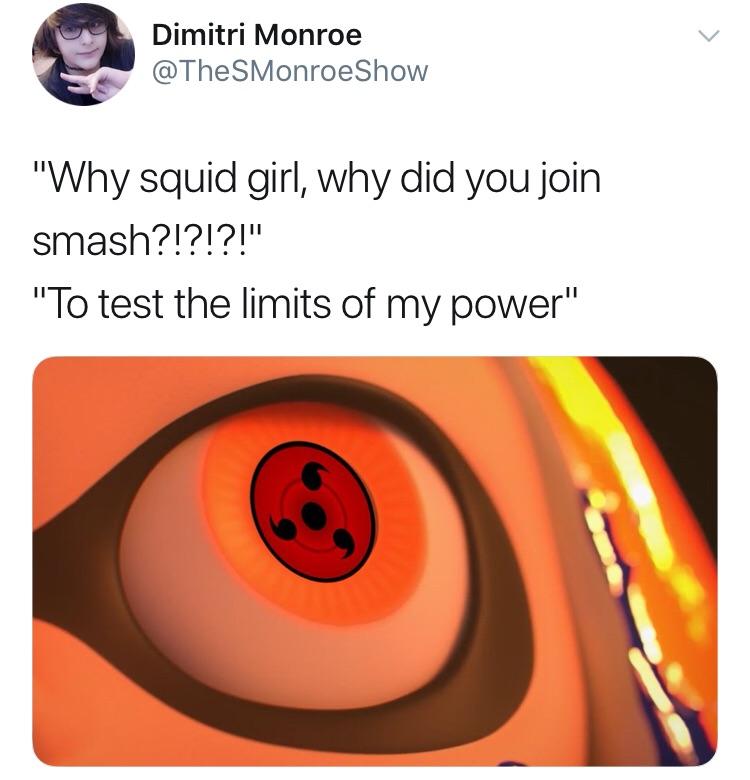 Dimitri Monroe
@TheSMonroeShow
"Why squid girl, why did you join
smash?!?!?!"
"To test the limits of my power"